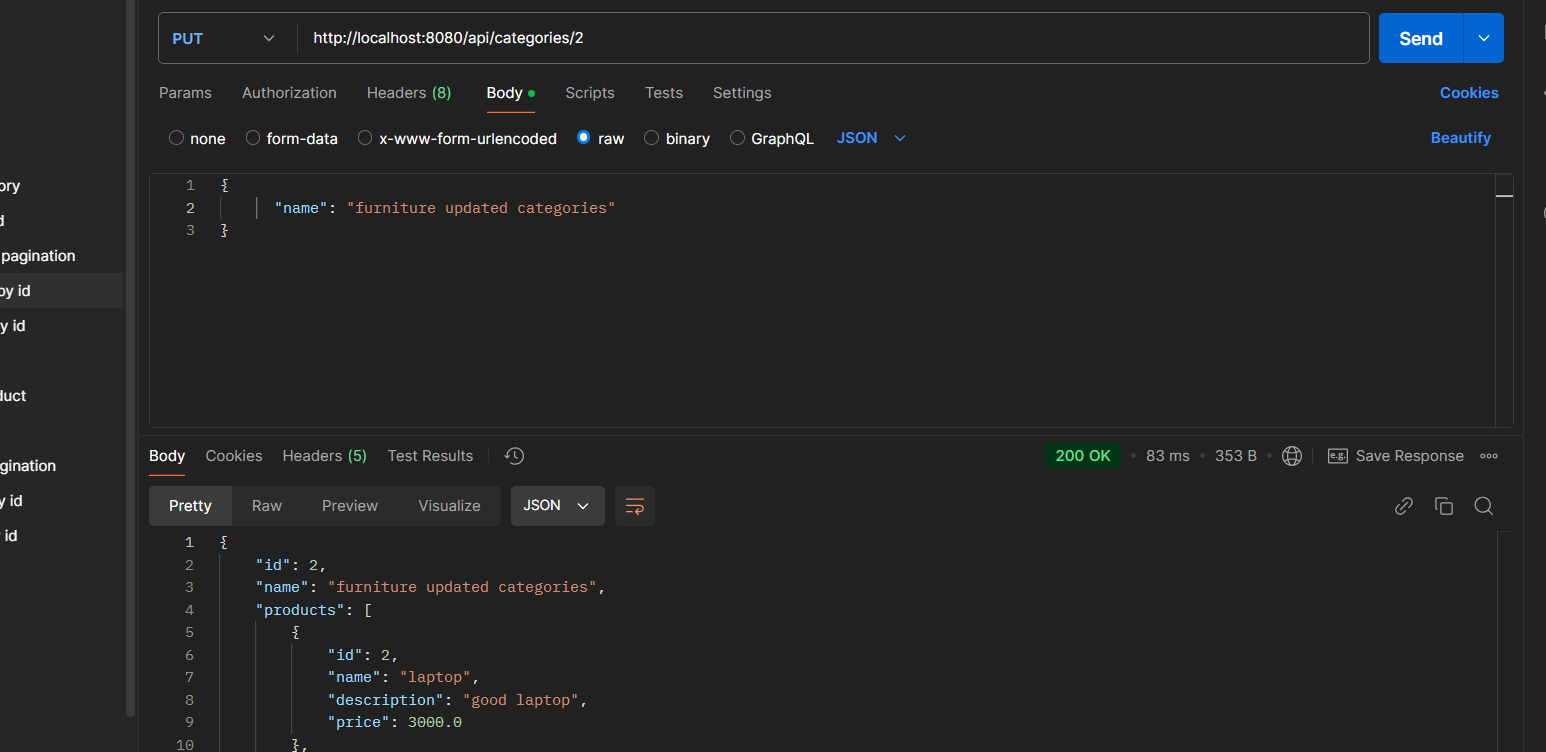 PUT
http://localhost:8080/api/categories/2
Send
Params Authorization Headers (8) Body Scripts Tests Settings Cookies
none form-data x-www-form-urlencoded raw binary GraphQL JSON Beautify
1 {
2 "name": "furniture updated categories"
3 }
ory
d
pagination
by id
y id
duct
gination
y id
id
Body Cookies Headers (5) Test Results 200 OK • 83 ms • 353 B • e.g. Save Response
Pretty Raw Preview Visualize JSON
1 {
2 "id": 2,
3 "name": "furniture updated categories",
4 "products": [
5 {
6 "id": 2,
7 "name": "laptop",
8 "description": "good laptop",
9 "price": 3000.0
10 },